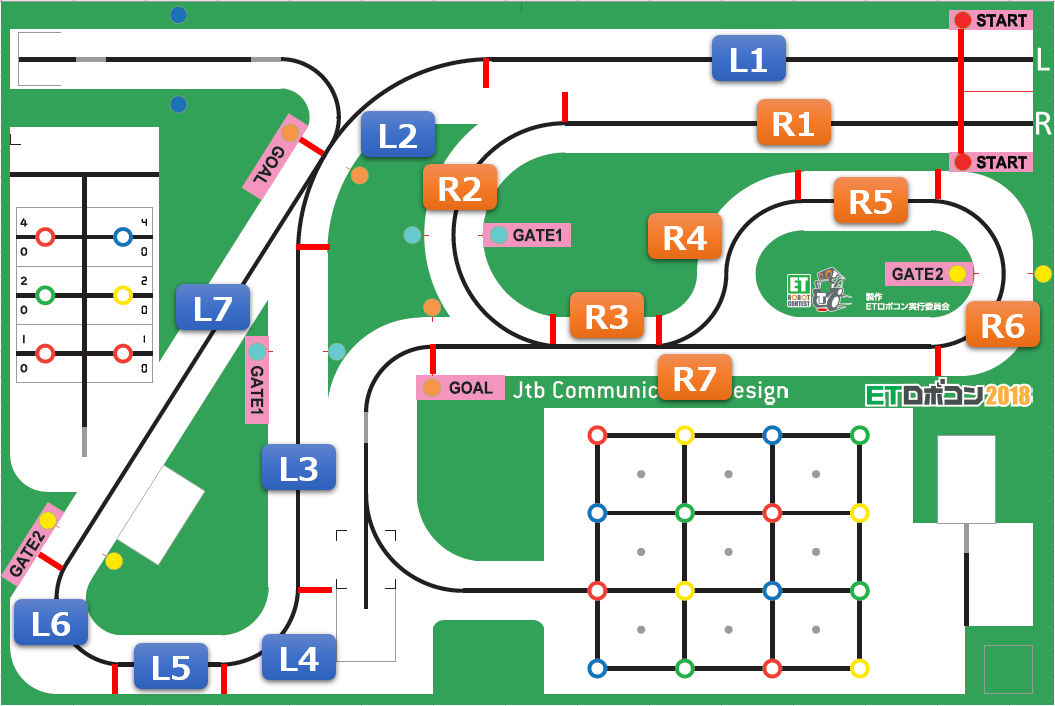 START
L
L1
R1
R
START
L2
GOAL
R2
R5
GATE1
R4
GATE2
4
4
0
0
ET
ROBOT
CONTEST
製作
ETロボコン実行委員会
2
2
0
0
L7
R3
R6
1
1
0
0
GATE1
GOAL
R7
Jtb Communic
esign
ETロボコン2018
L3
GATE2
L6
L5
L4